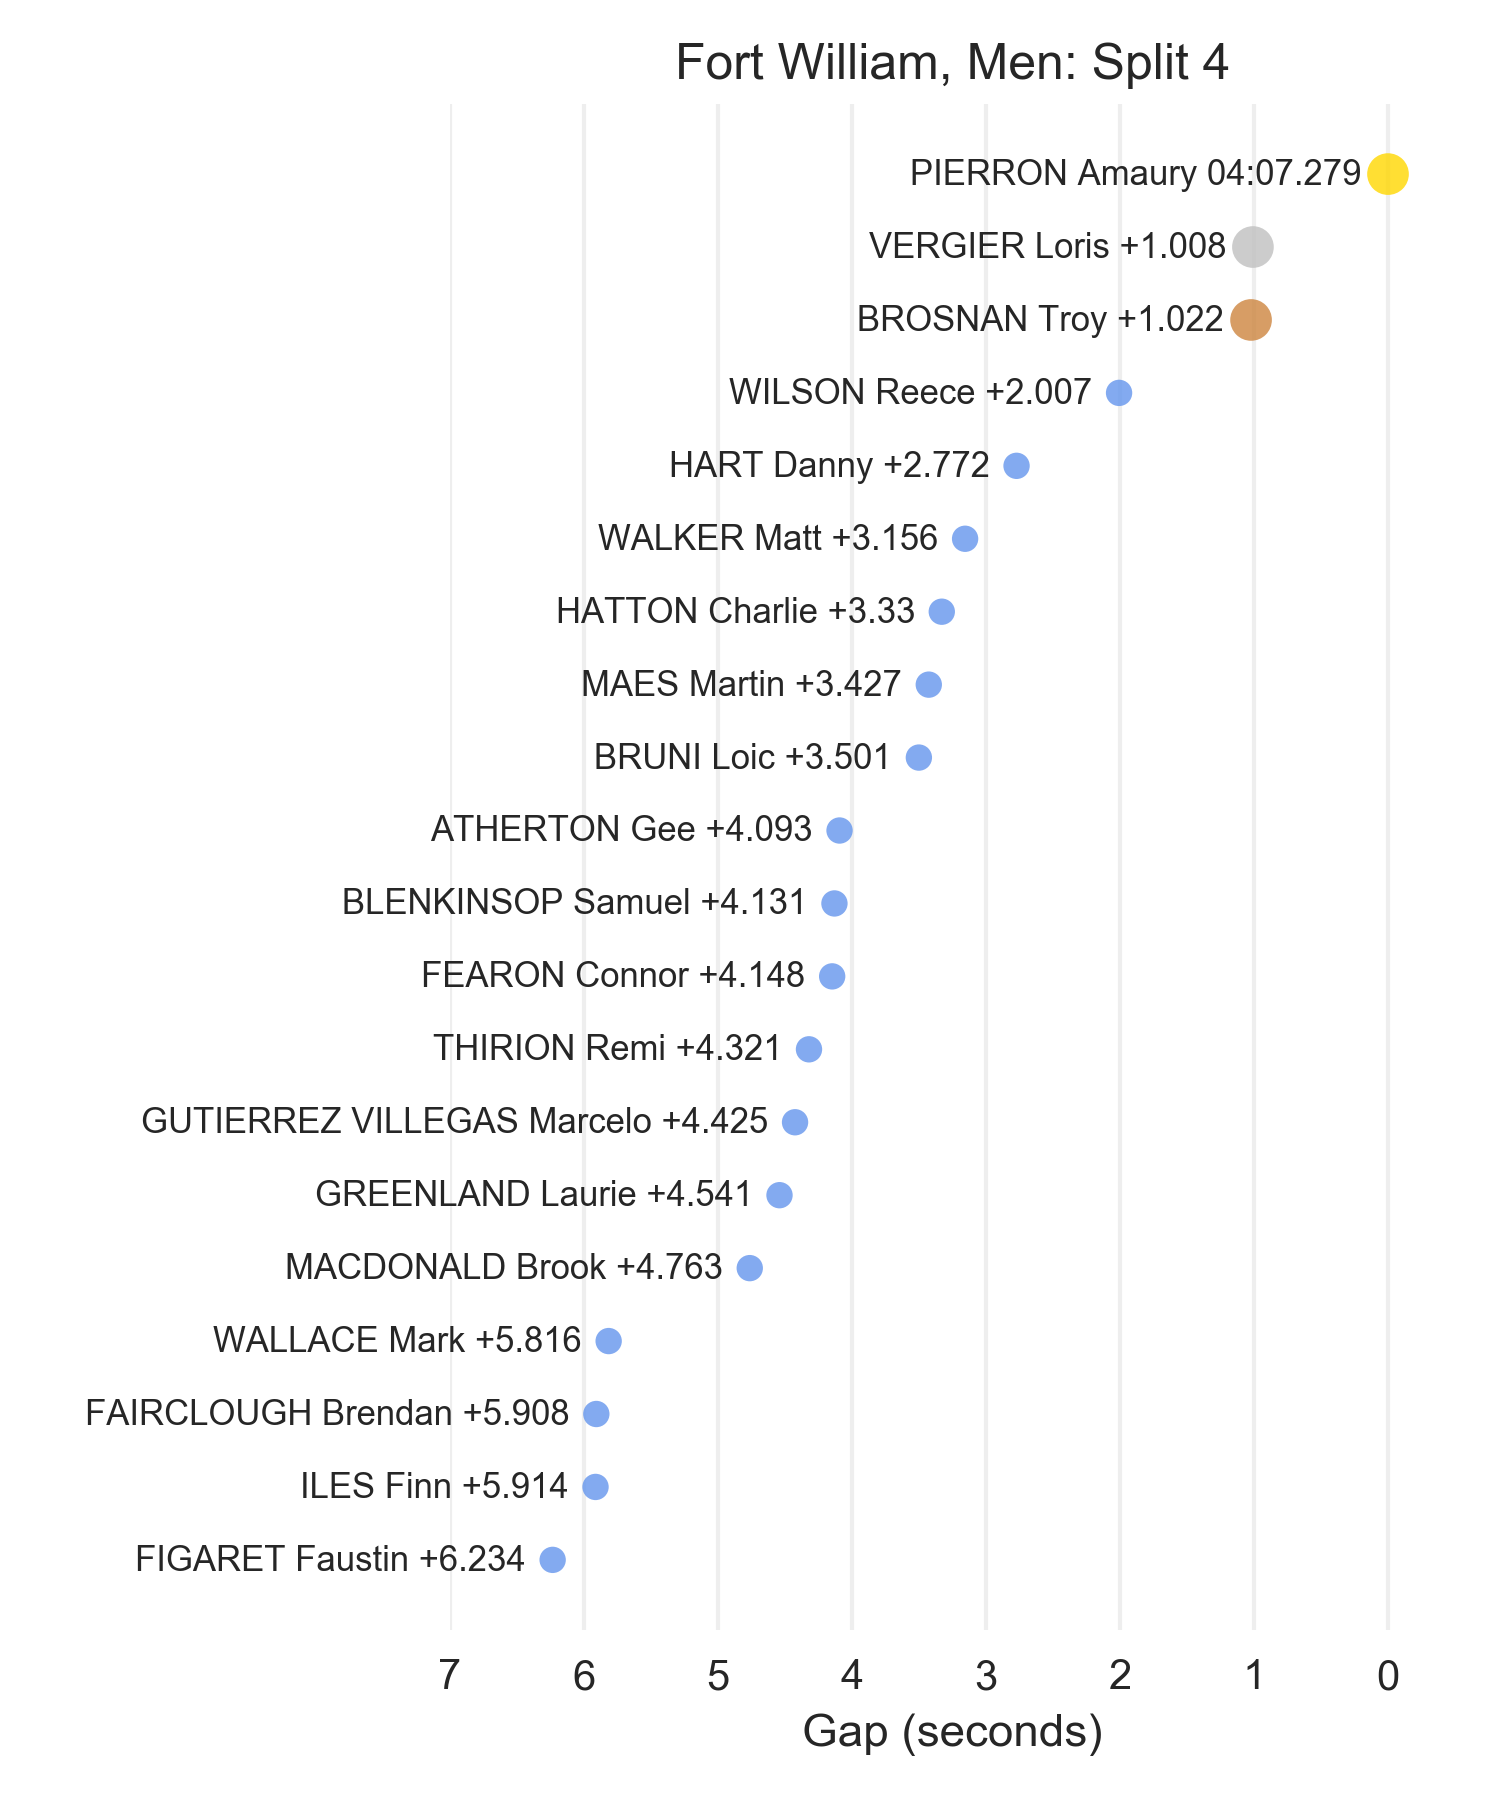 Fort William, Men: Split 4
PIERRON Amaury 04:07.279
VERGIER Loris +1.008
BROSNAN Troy +1.022
WILSON Reece +2.007
HART Danny +2.772
WALKER Matt +3.156
HATTON Charlie +3.33
MAES Martin +3.427
BRUNI Loic +3.501
ATHERTON Gee +4.093
BLENKINSOP Samuel +4.131
FEARON Connor +4.148
THIRION Remi +4.321
GUTIERREZ VILLEGAS Marcelo +4.425
GREENLAND Laurie +4.541
MACDONALD Brook +4.763
WALLACE Mark +5.816
FAIRCLOUGH Brendan +5.908
ILES Finn +5.914
FIGARET Faustin +6.234
7 6 5 4 3 2 1 0
Gap (seconds)